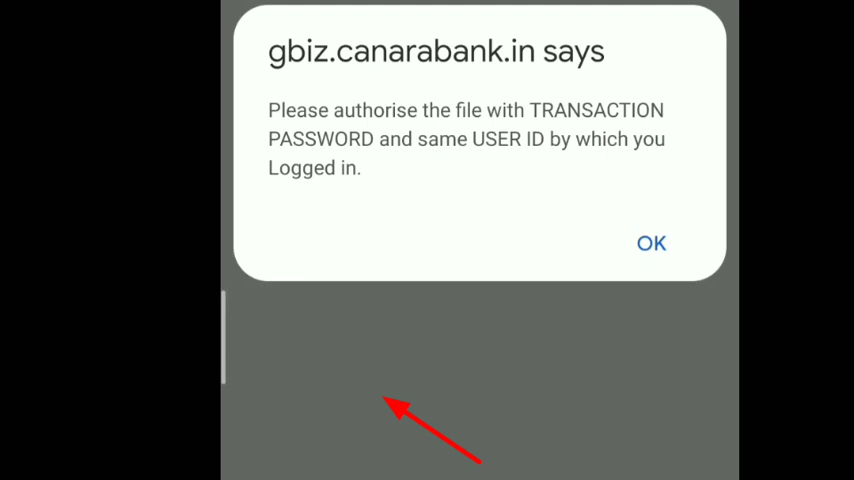 gbiz.canarabank.in says
Please authorise the file with TRANSACTION
PASSWORD and same USER ID by which you
Logged in.
OK